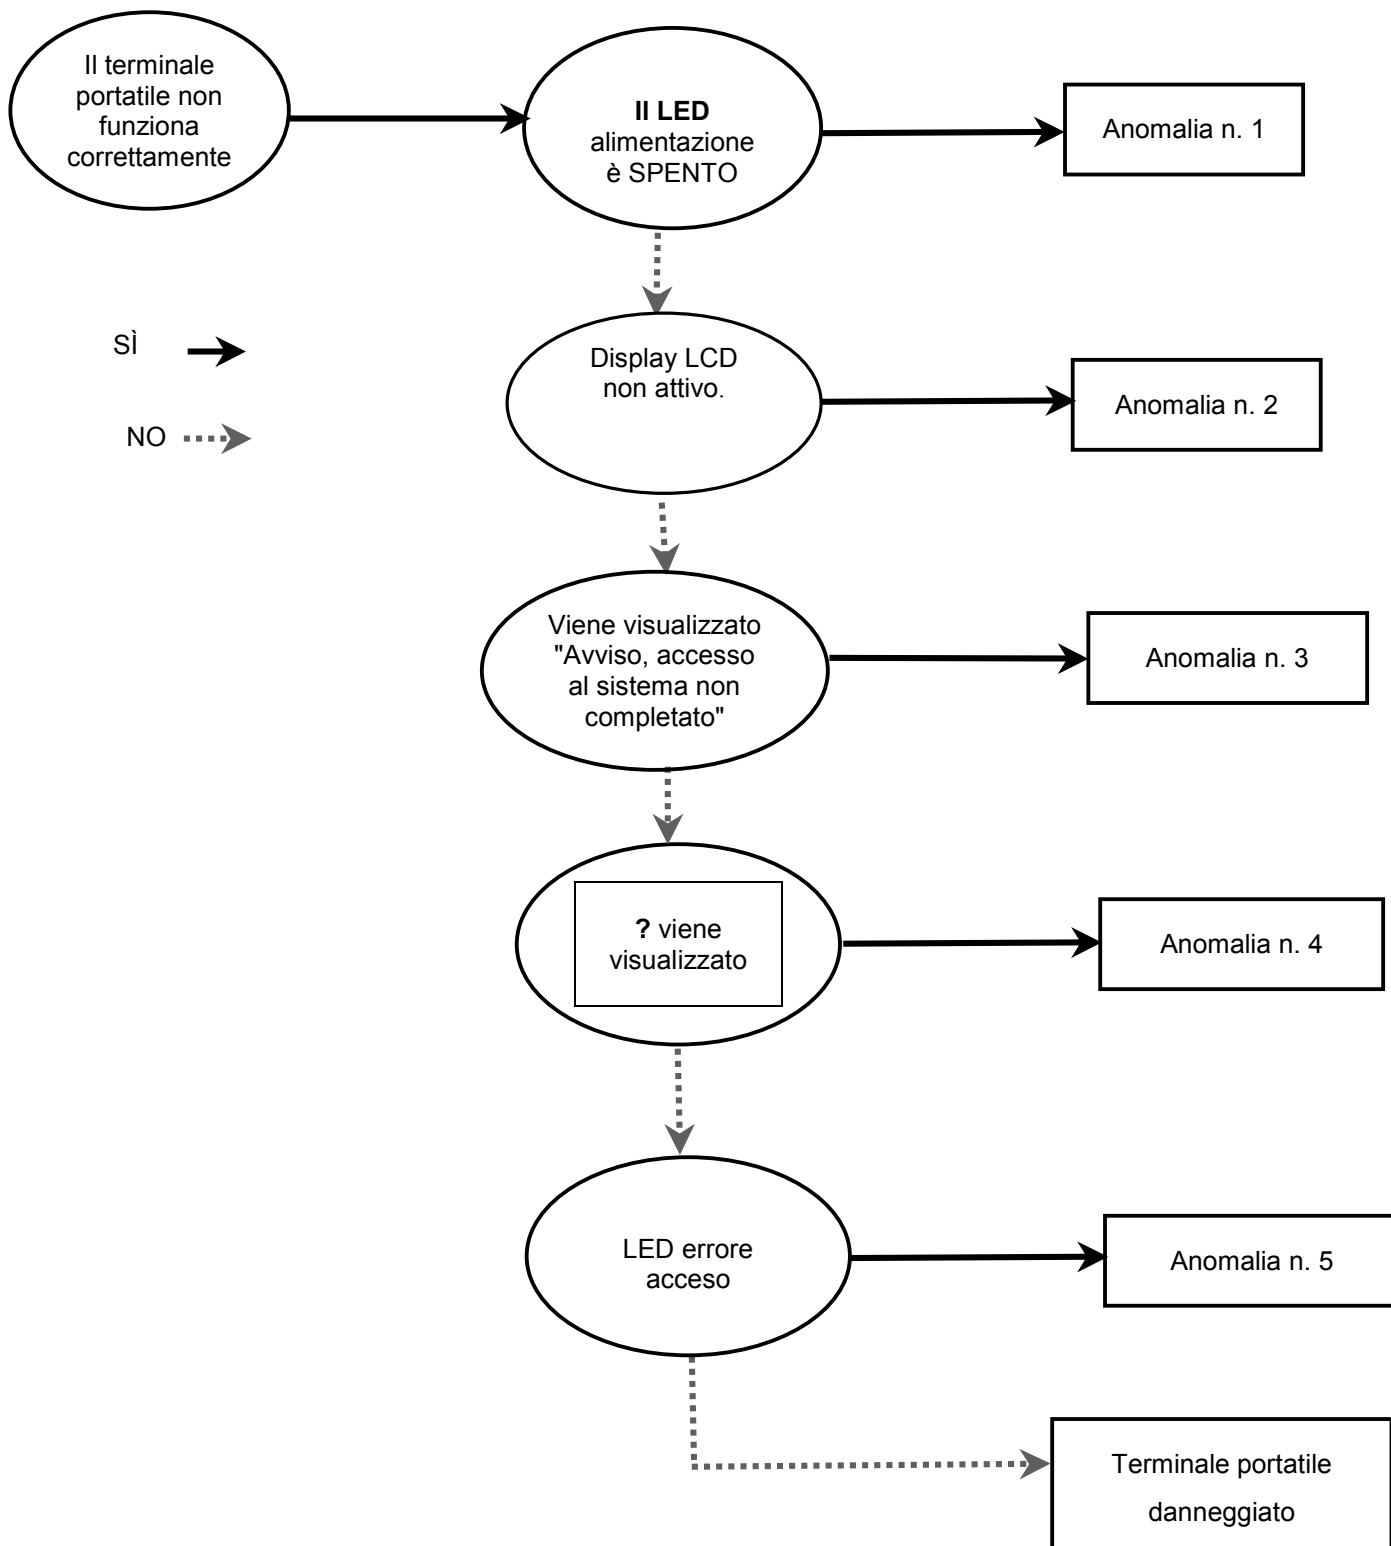 Il terminale
portatile non
funziona
correttamente
Il LED
alimentazione
è SPENTO
Anomalia n. 1
SÌ
NO
Display LCD
non attivo.
Anomalia n. 2
Viene visualizzato
"Avviso, accesso
al sistema non
completato"
Anomalia n. 3
? viene
visualizzato
Anomalia n. 4
LED errore
acceso
Anomalia n. 5
Terminale portatile
danneggiato